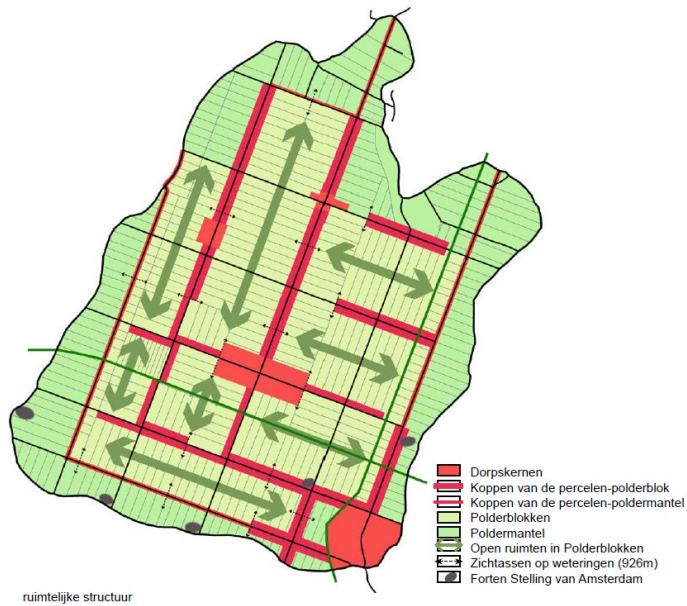 Dorpskernen
Koppen van de percelen-polderblok
Koppen van de percelen-poldermantel
Polderblokken
Poldermantel
Open ruimten in Polderblokken
Zichtassen op weteringen (926m)
Forten Stelling van Amsterdam
ruimtelijke structuur